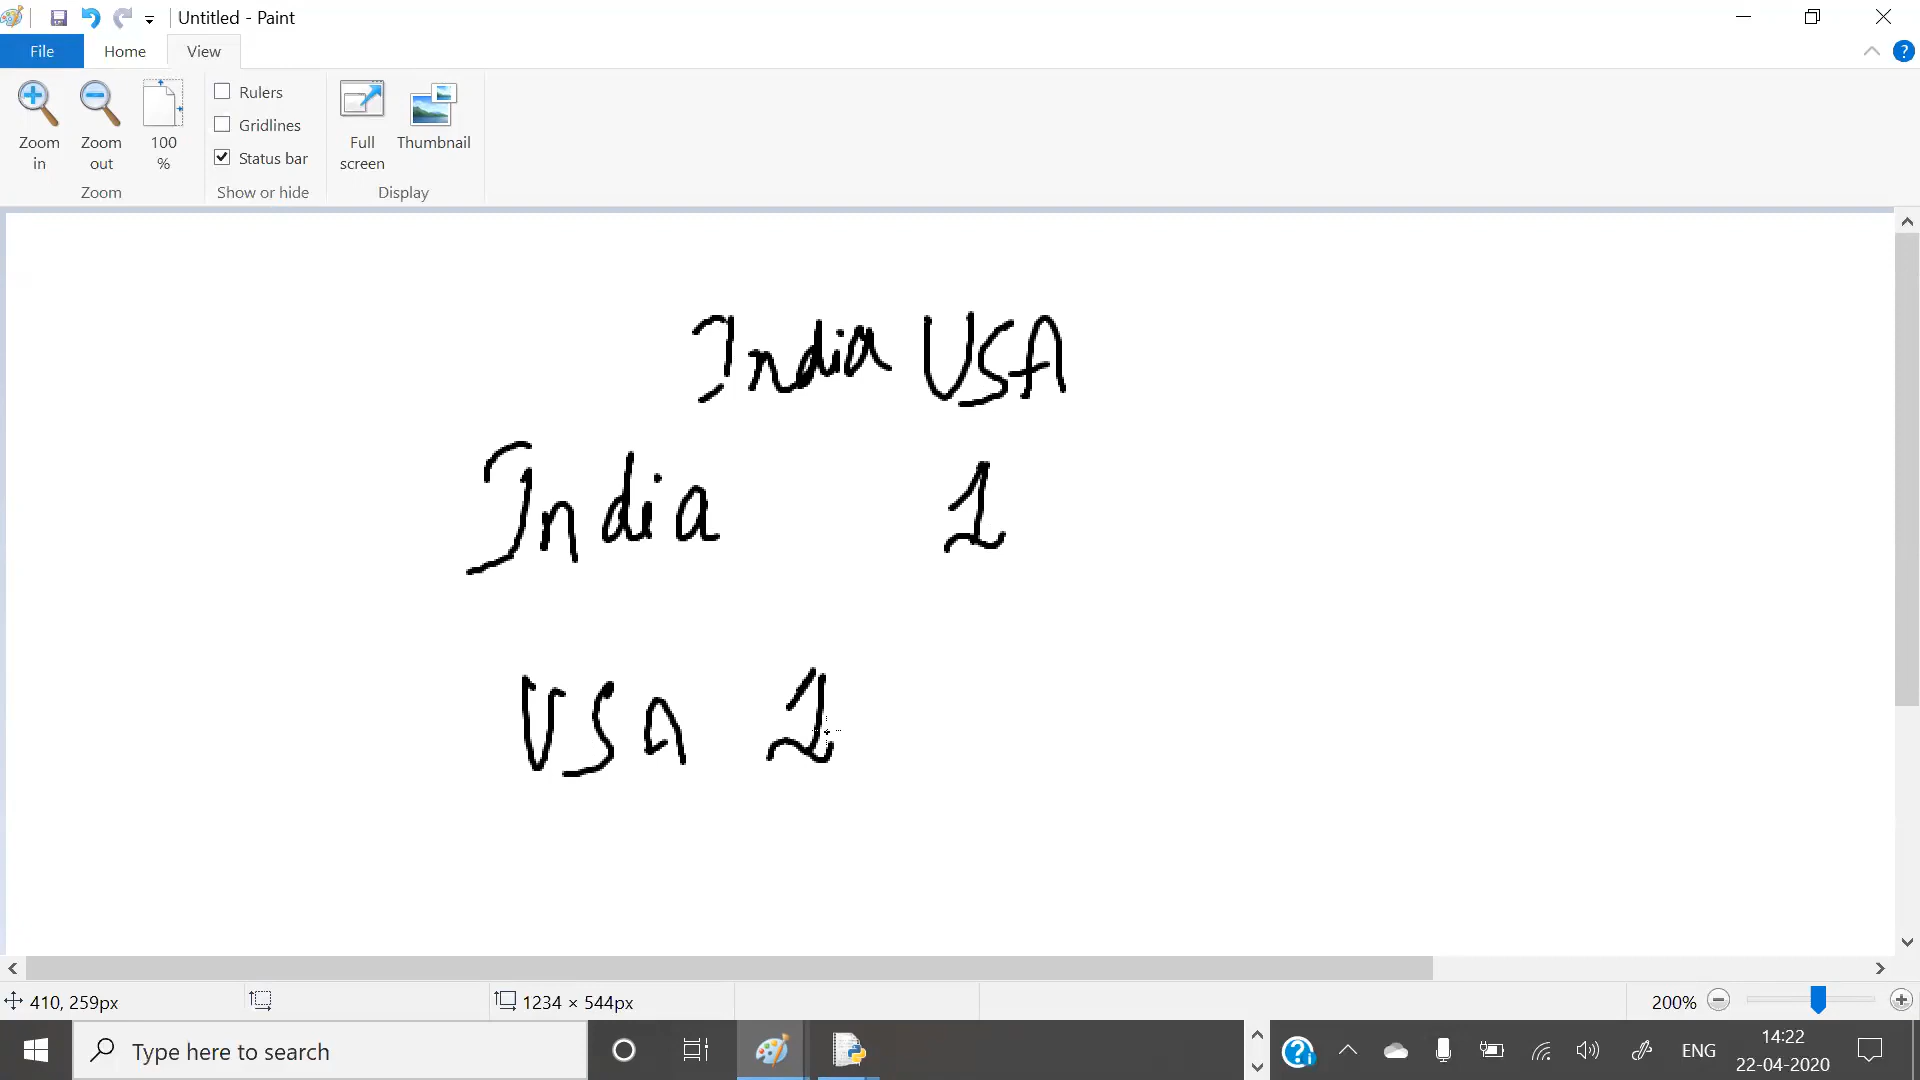 Untitled - Paint
File Home View
Zoom in Zoom out 100 % Rulers Gridlines Status bar Full screen Thumbnail
Zoom Show or hide Display
India USA
India 1
USA 1
410, 259px 1234 × 544px 200%
Type here to search ENG 14:22
22-04-2020